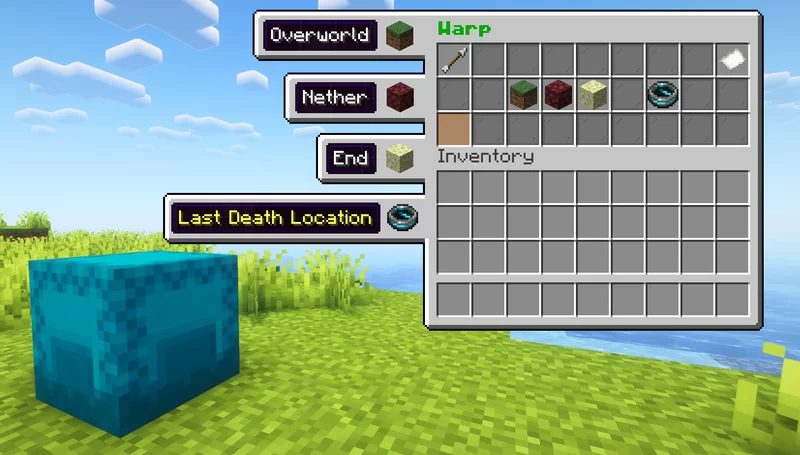 Overworld
Nether
End
Last Death Location
Warp
Inventory